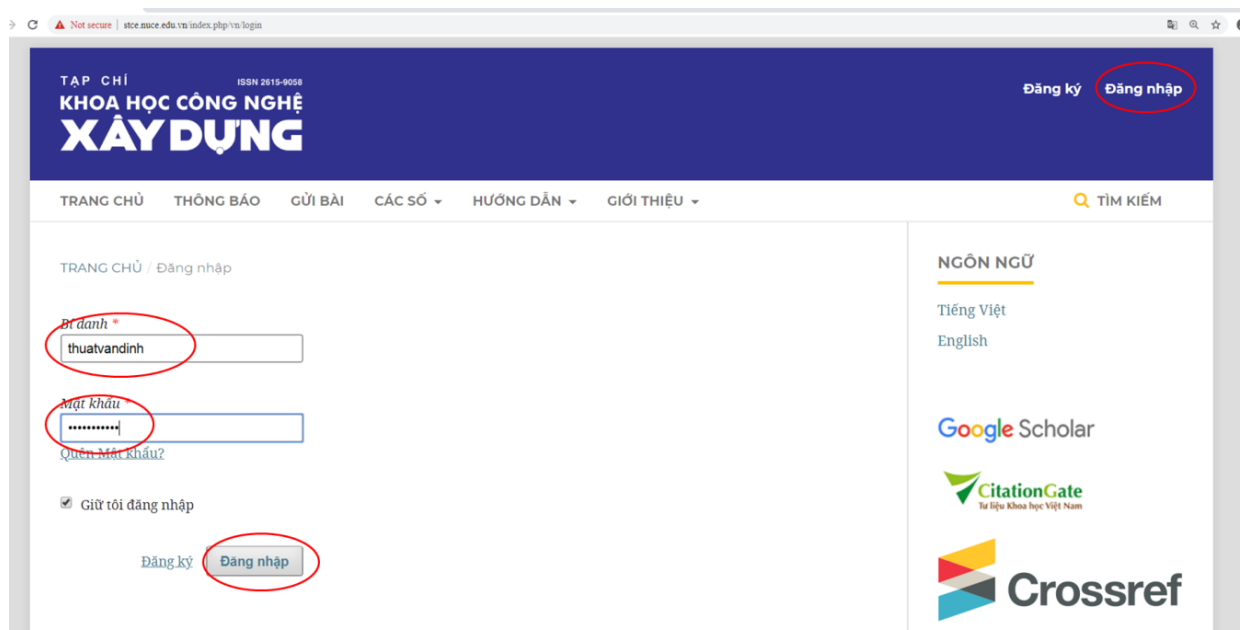 Not secure | stce.nuce.edu.vn/index.php/vn/login
TẠP CHÍ ISSN 2615-9058
KHOA HỌC CÔNG NGHỆ
XÂY DỰNG
Đăng ký Đăng nhập
TRANG CHỦ THÔNG BÁO GỬI BÀI CÁC SỐ HƯỚNG DẪN GIỚI THIỆU TÌM KIẾM
TRANG CHỦ / Đăng nhập
Bí danh *
thuatvandinh
Mật khẩu *
•••••••••••
Quên Mật khẩu?
Giữ tôi đăng nhập
Đăng ký Đăng nhập
NGÔN NGỮ
Tiếng Việt
English
Google Scholar
CitationGate
Tư liệu Khoa học Việt Nam
Crossref